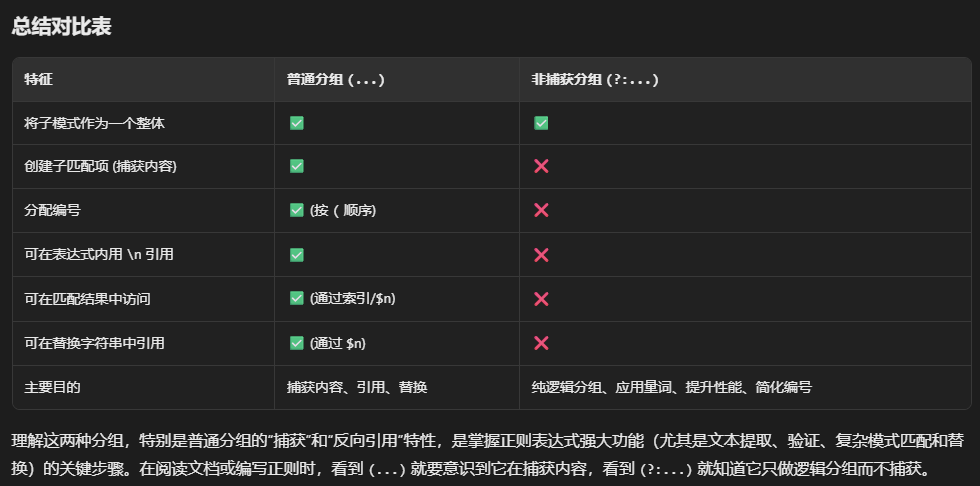 总结对比表
特征 普通分组 (...) 非捕获分组 (?:...)
将子模式作为一个整体 ✅ ✅
创建子匹配项 (捕获内容) ✅ ❌
分配编号 ✅ (按 ( 顺序) ❌
可在表达式内用 \n 引用 ✅ ❌
可在匹配结果中访问 ✅ (通过索引/$n) ❌
可在替换字符串中引用 ✅ (通过 $n) ❌
主要目的 捕获内容、引用、替换 纯逻辑分组、应用量词、提升性能、简化编号
理解这两种分组，特别是普通分组的“捕获”和“反向引用”特性，是掌握正则表达式强大功能（尤其是文本提取、验证、复杂模式匹配和替
换）的关键步骤。在阅读文档或编写正则时，看到 (...) 就要意识到它在捕获内容，看到 (?:...) 就知道它只做逻辑分组而不捕获。